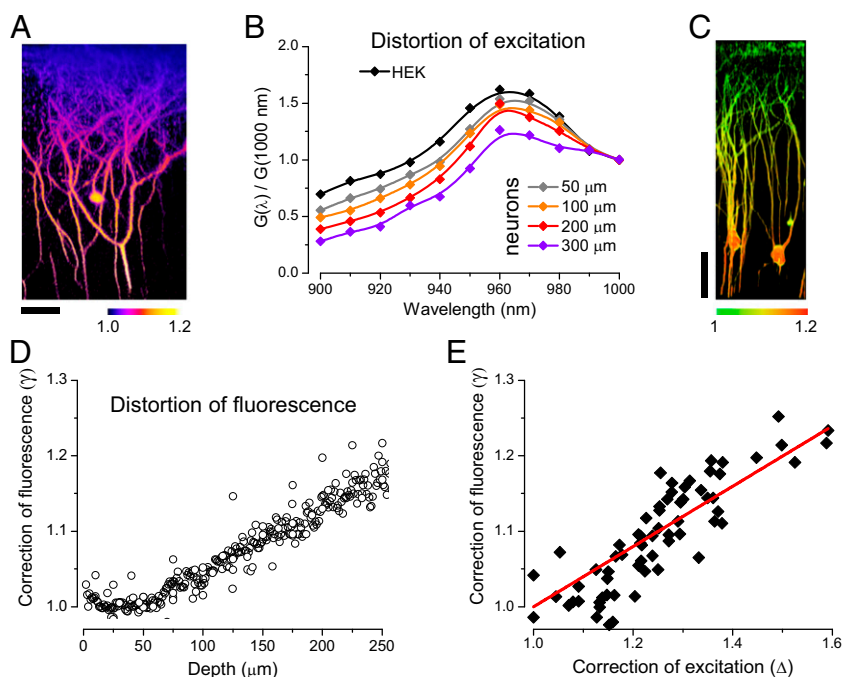 A
1.0
1.2
B
Distortion of excitation
HEK
2.0
1.5
1.0
0.5
0.0
G(λ) / G(1000 nm)
neurons
50 μm
100 μm
200 μm
300 μm
900
920
940
960
980
1000
Wavelength (nm)
C
1
1.2
D
Distortion of fluorescence
1.3
1.2
1.1
1.0
Correction of fluorescence (γ)
0
50
100
150
200
250
Depth (μm)
E
1.3
1.2
1.1
1.0
Correction of fluorescence (γ)
1.0
1.2
1.4
1.6
Correction of excitation (Δ)